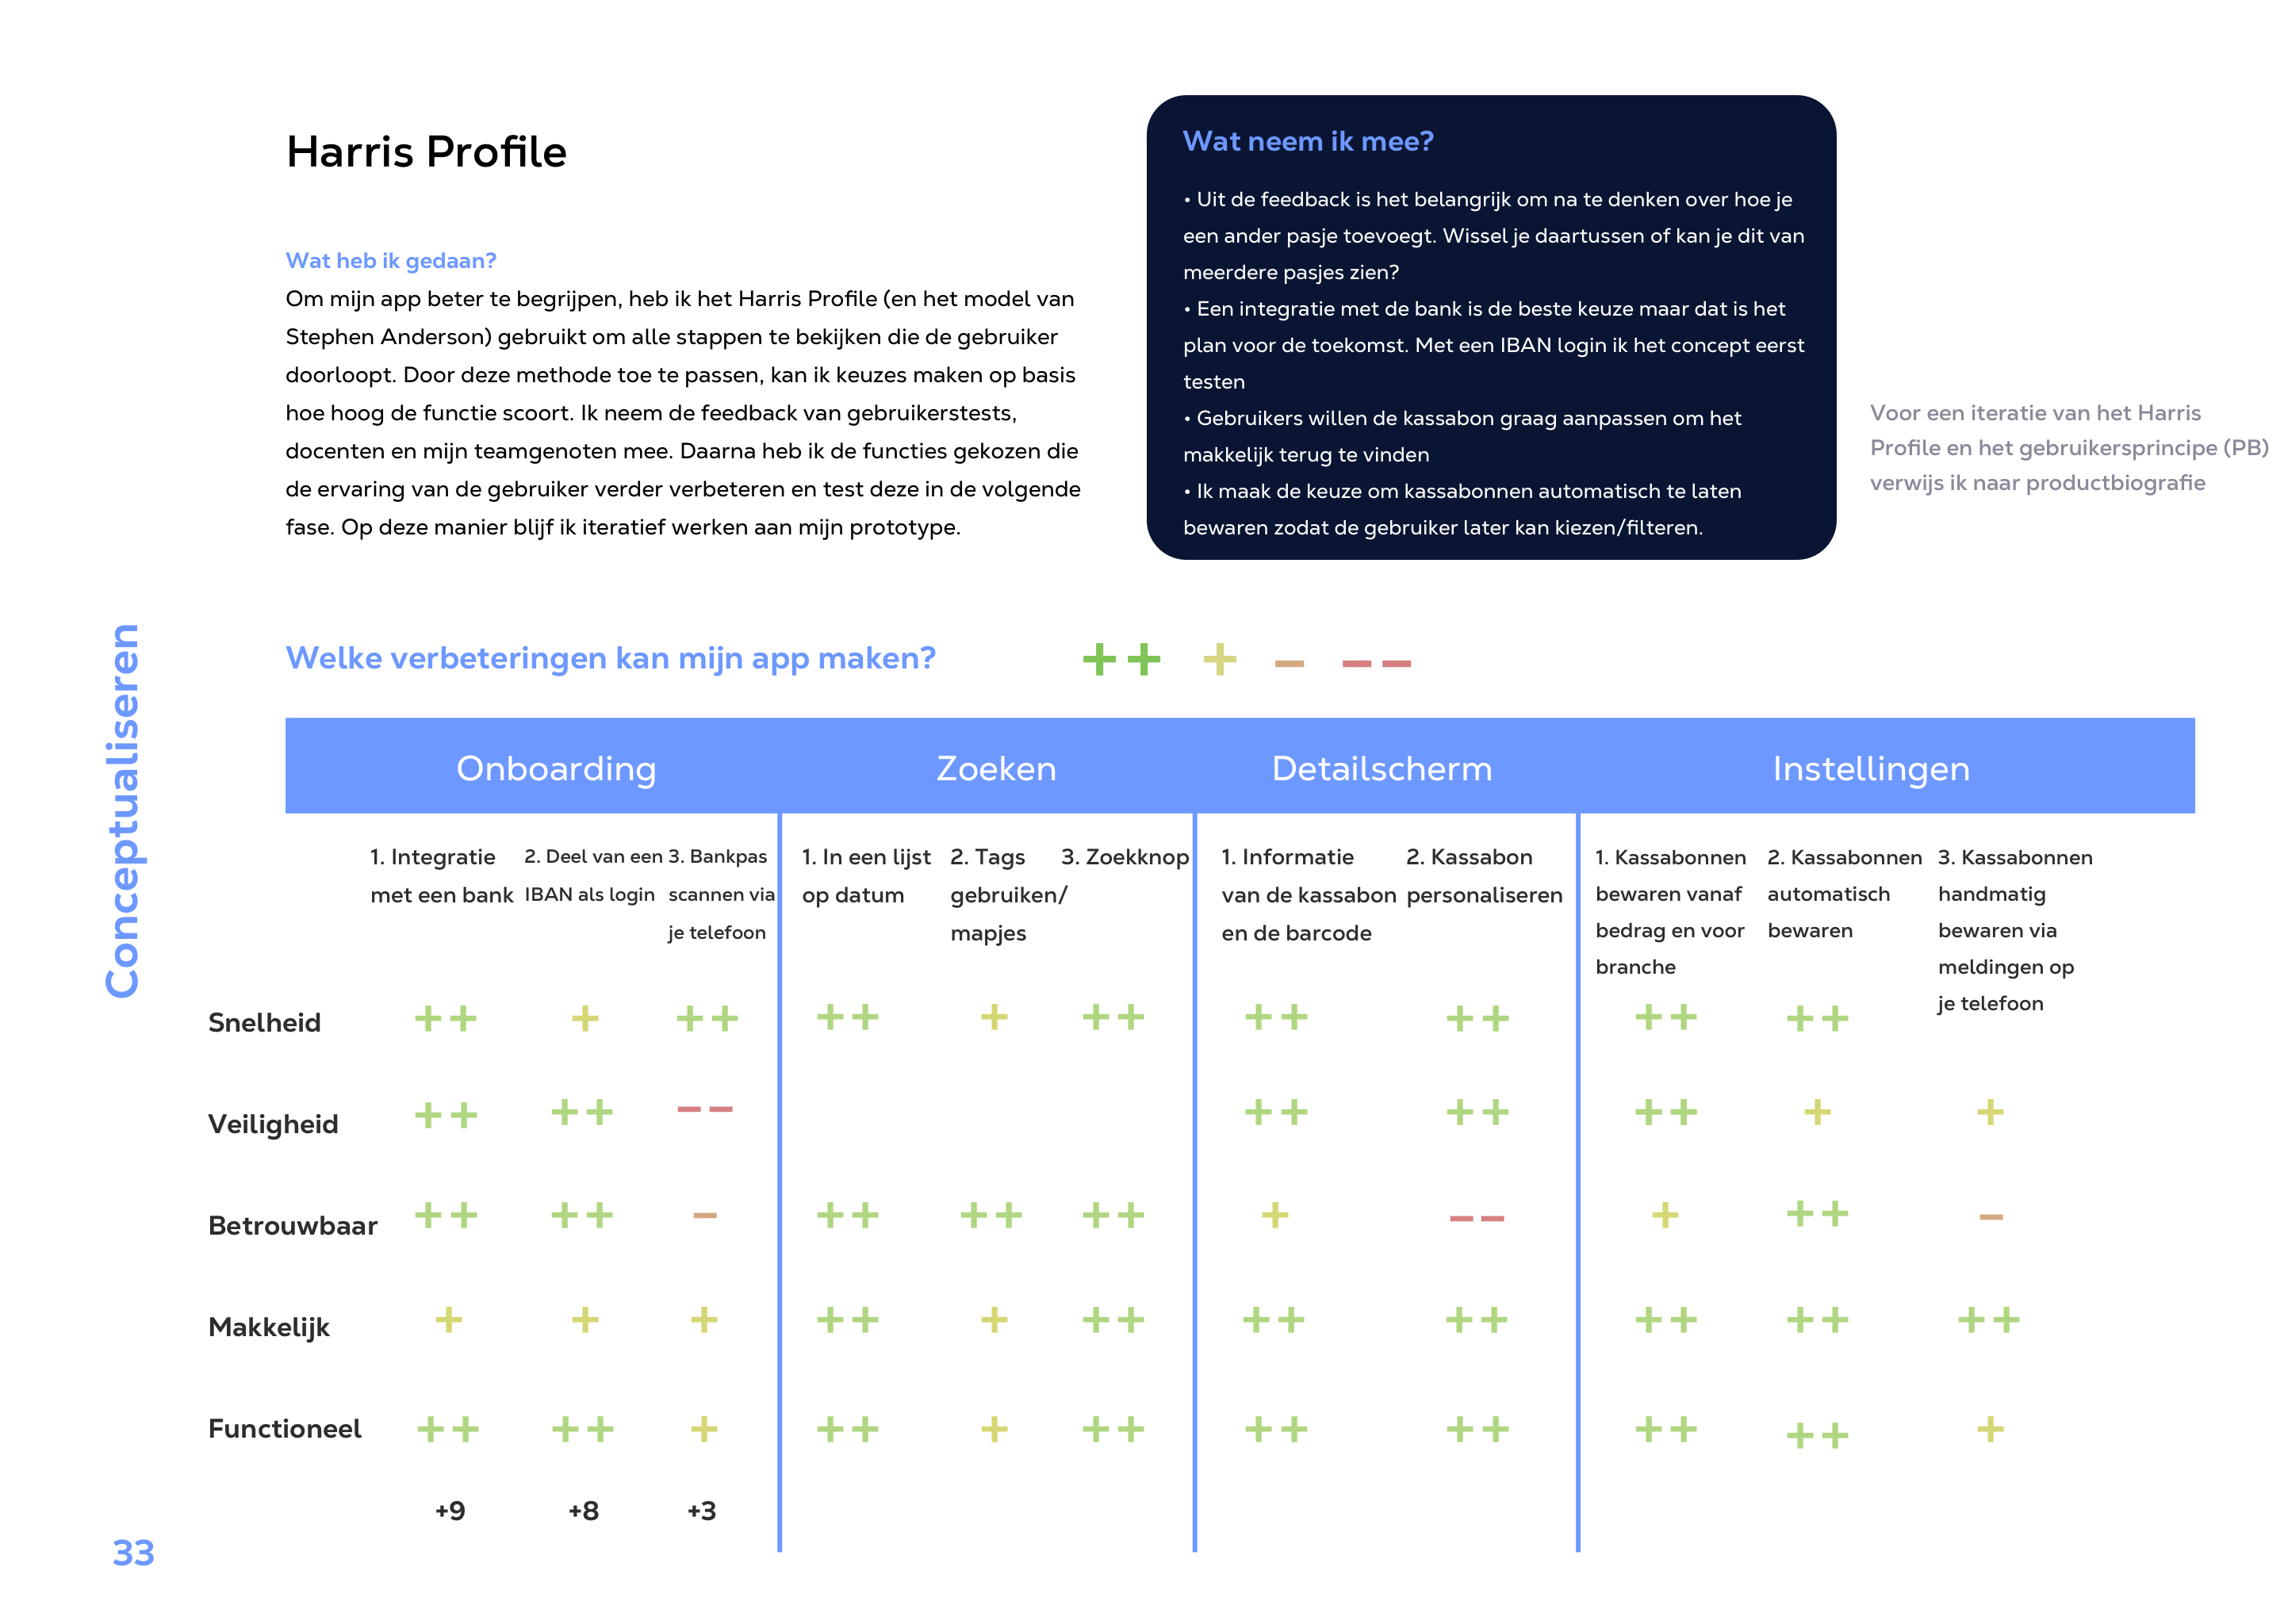 Harris Profile
Wat heb ik gedaan?
Om mijn app beter te begrijpen, heb ik het Harris Profile (en het model van
Stephen Anderson) gebruikt om alle stappen te bekijken die de gebruiker
doorloopt. Door deze methode toe te passen, kan ik keuzes maken op basis
hoe hoog de functie scoort. Ik neem de feedback van gebruikerstests,
docenten en mijn teamgenoten mee. Daarna heb ik de functies gekozen die
de ervaring van de gebruiker verder verbeteren en test deze in de volgende
fase. Op deze manier blijf ik iteratief werken aan mijn prototype.
Wat neem ik mee?
• Uit de feedback is het belangrijk om na te denken over hoe je
een ander pasje toevoegt. Wissel je daartussen of kan je dit van
meerdere pasjes zien?
• Een integratie met de bank is de beste keuze maar dat is het
plan voor de toekomst. Met een IBAN login ik het concept eerst
testen
• Gebruikers willen de kassabon graag aanpassen om het
makkelijk terug te vinden
• Ik maak de keuze om kassabonnen automatisch te laten
bewaren zodat de gebruiker later kan kiezen/filteren.
Voor een iteratie van het Harris
Profile en het gebruikersprincipe (PB)
verwijs ik naar productbiografie
Conceptualiseren
Welke verbeteringen kan mijn app maken? ++ + – – –
Onboarding Zoeken Detailscherm Instellingen
1. Integratie
met een bank
2. Deel van een
IBAN als login
3. Bankpas
scannen via
je telefoon
1. In een lijst
op datum
2. Tags
gebruiken/
mapjes
3. Zoekknop
1. Informatie
van de kassabon
en de barcode
2. Kassabon
personaliseren
1. Kassabonnen
bewaren vanaf
bedrag en voor
branche
2. Kassabonnen
automatisch
bewaren
3. Kassabonnen
handmatig
bewaren via
meldingen op
je telefoon
Snelheid ++ + ++ ++ + ++ ++ ++ ++ ++
Veiligheid ++ ++ – – ++ ++ ++ + +
Betrouwbaar ++ ++ – ++ ++ ++ + – – + ++ –
Makkelijk + + + ++ + ++ ++ ++ ++ ++ ++
Functioneel ++ ++ + ++ + ++ ++ ++ ++ ++ +
+9 +8 +3
33